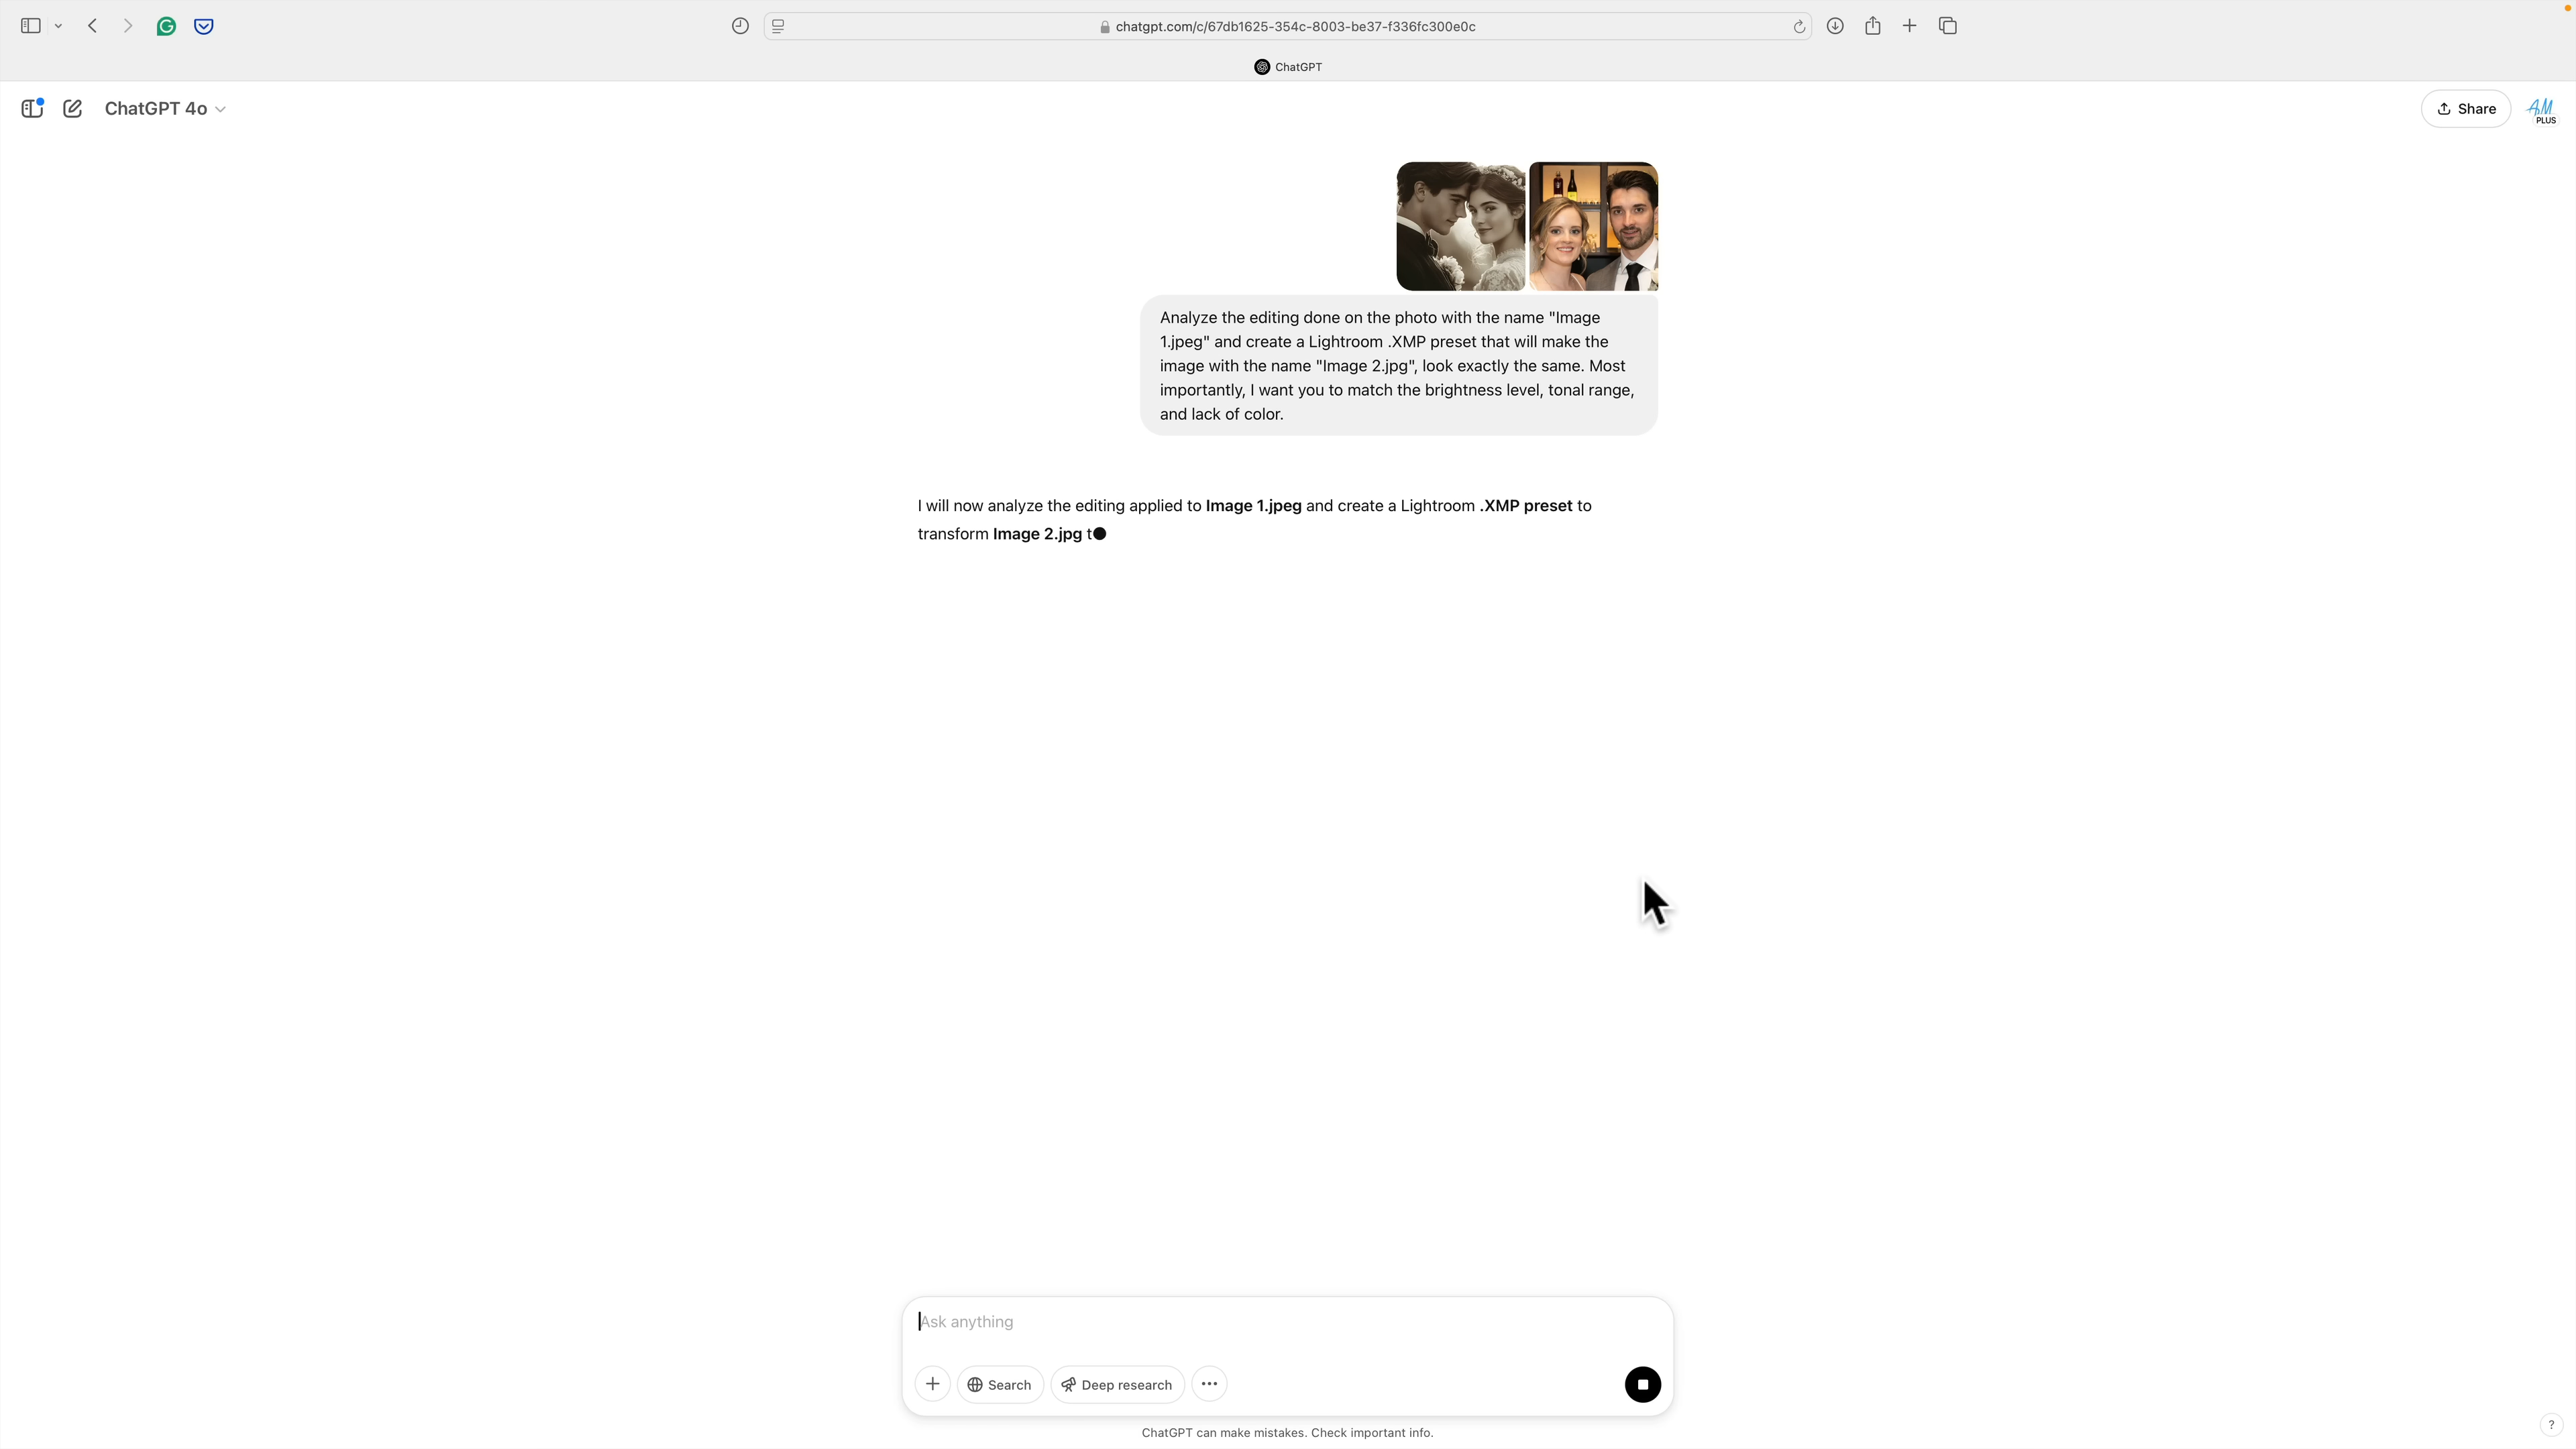 chatgpt.com/c/67db1625-354c-8003-be37-f336fc300e0c
ChatGPT
ChatGPT 4o
Share
PLUS
Analyze the editing done on the photo with the name "Image
1.jpeg" and create a Lightroom .XMP preset that will make the
image with the name "Image 2.jpg", look exactly the same. Most
importantly, I want you to match the brightness level, tonal range,
and lack of color.
I will now analyze the editing applied to Image 1.jpeg and create a Lightroom .XMP preset to
transform Image 2.jpg t
Ask anything
Search
Deep research
ChatGPT can make mistakes. Check important info.
?